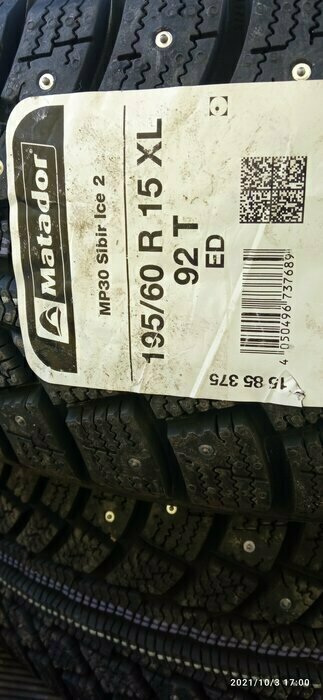 Matador
MP30 Sibir Ice 2
195/60 R 15 XL
92 T
ED
4 050496 737689
15 85 375
2021/10/3 17:00